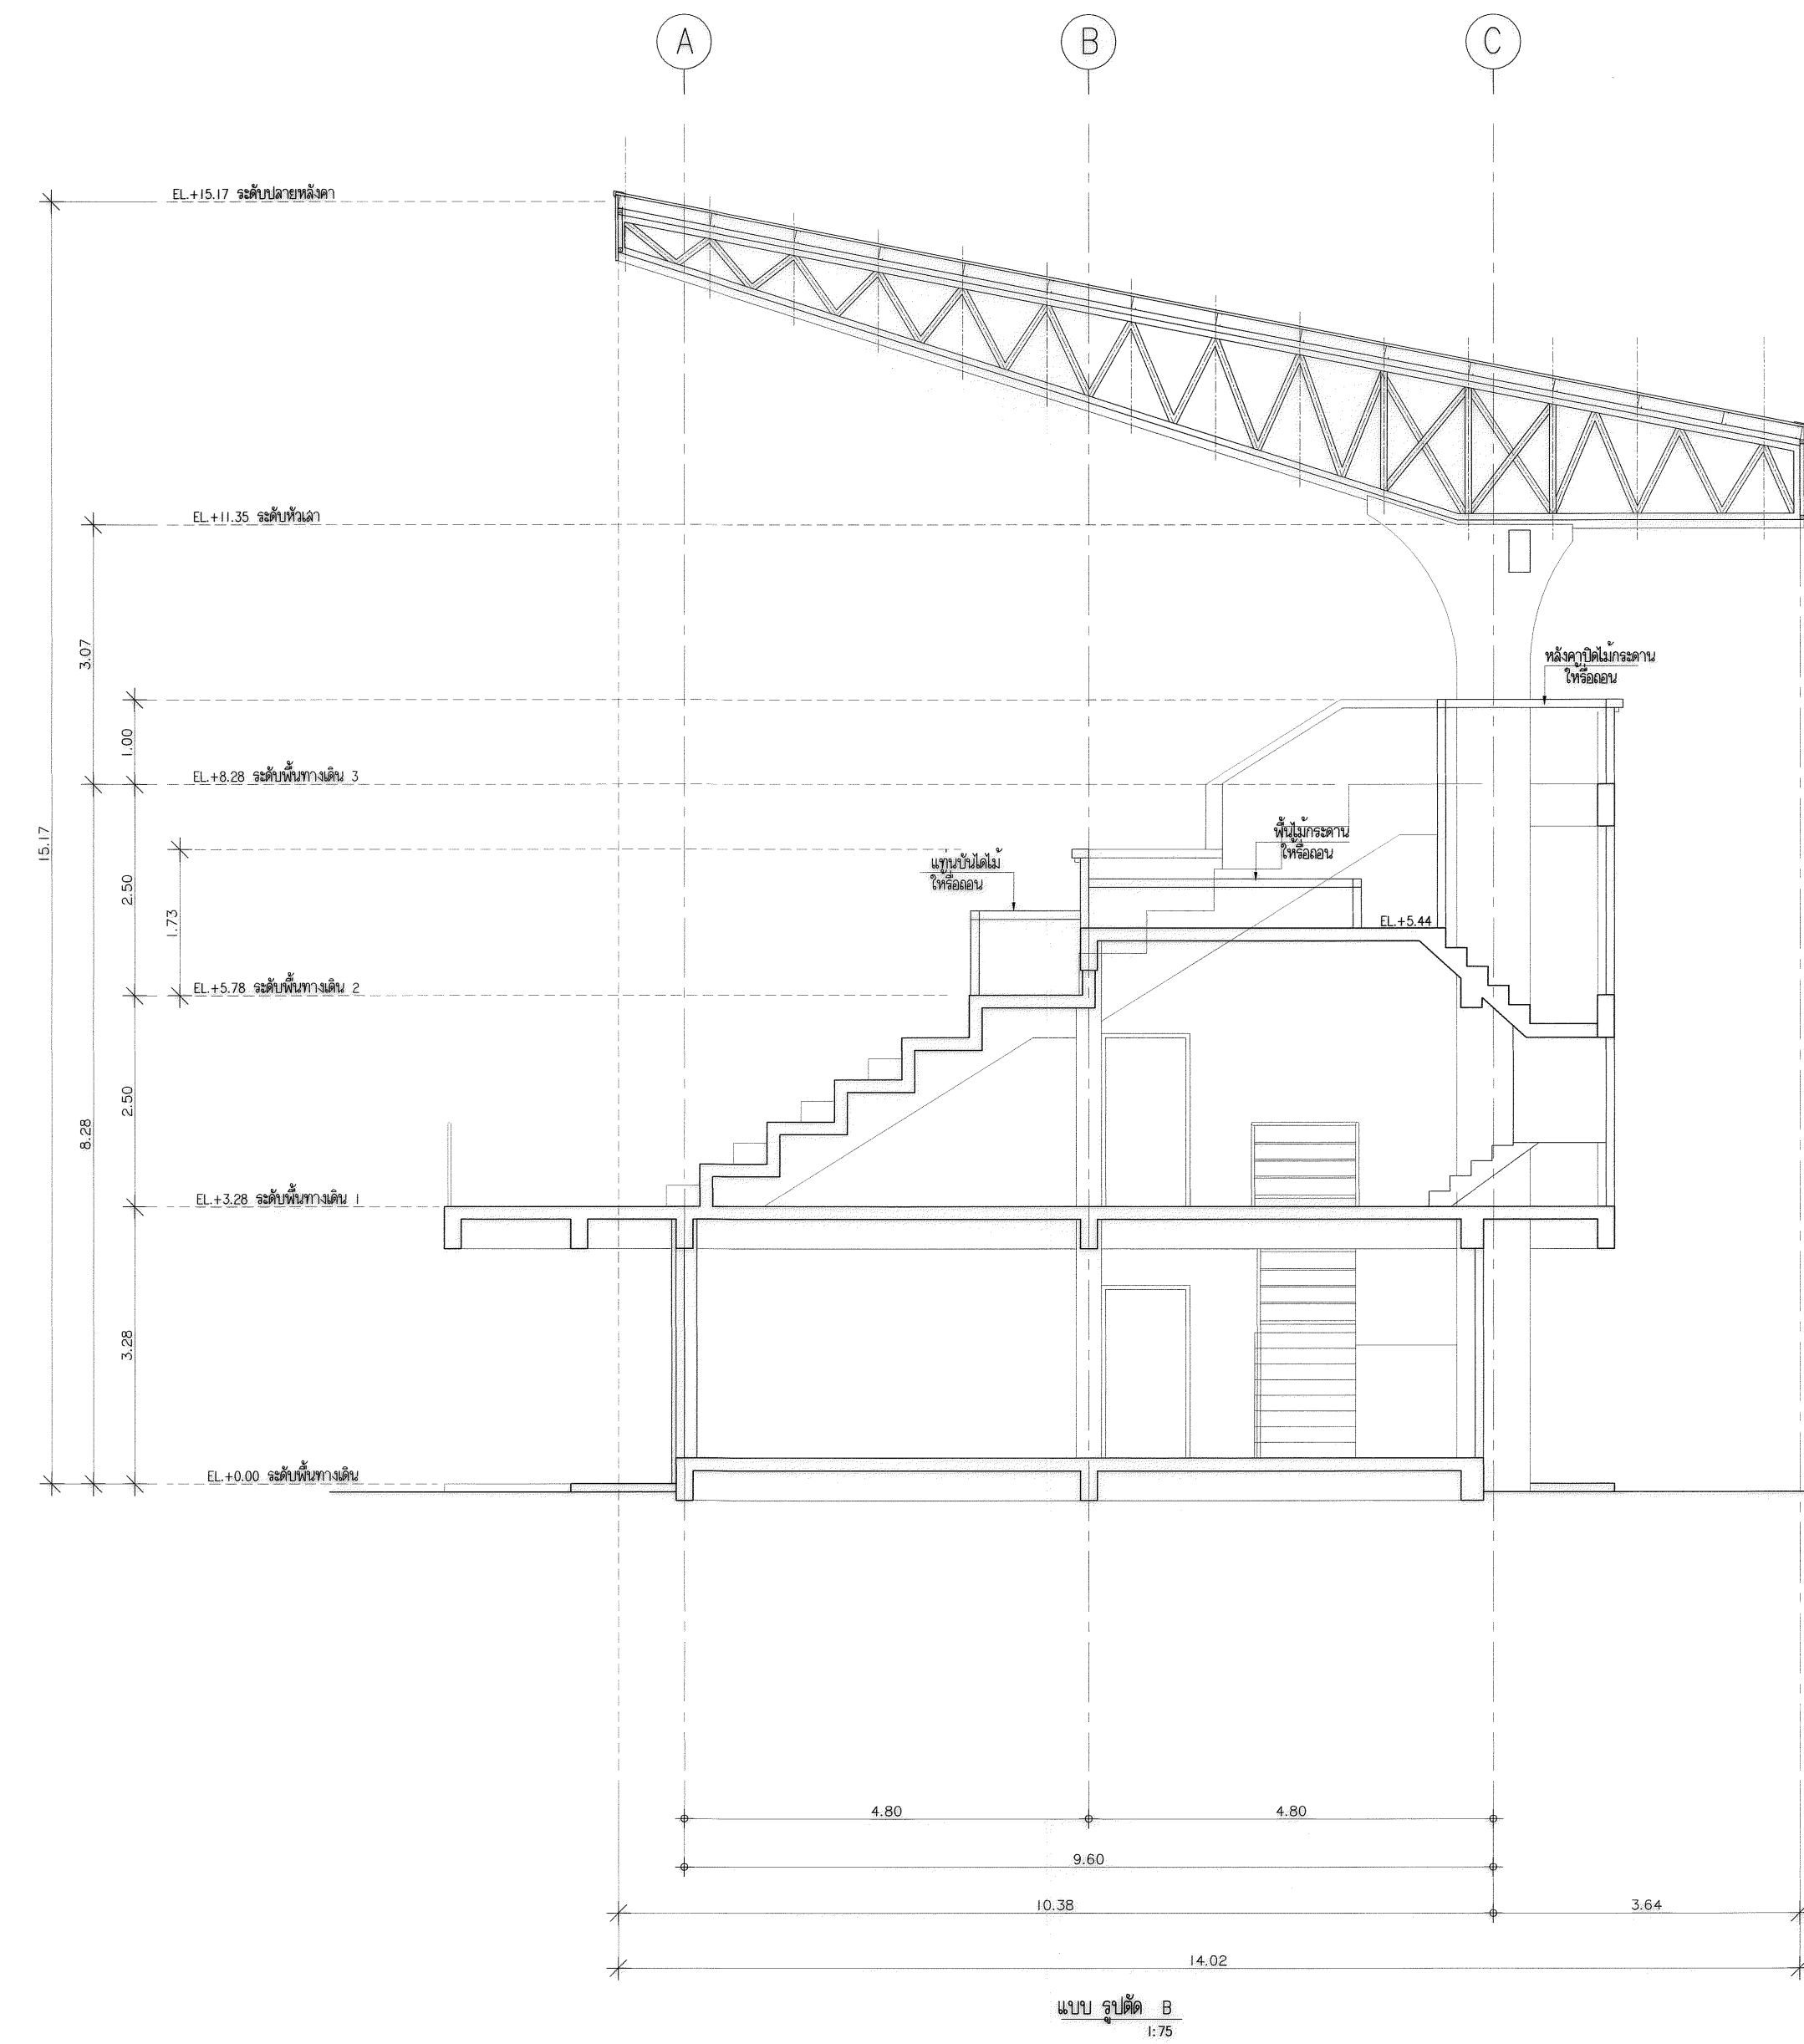 A
B
C
EL.+15.17 ระดับปลายหลังคา
EL.+11.35 ระดับหัวเสา
3.07
หลังคาปิดไม้กระดาน
ให้รื้อถอน
1.00
EL.+8.28 ระดับพื้นทางเดิน 3
15.17
พื้นไม้กระดาน
ให้รื้อถอน
แท่นบันไดไม้
ให้รื้อถอน
2.50
1.73
EL.+5.44
EL.+5.78 ระดับพื้นทางเดิน 2
2.50
8.28
EL.+3.28 ระดับพื้นทางเดิน 1
3.28
EL.+0.00 ระดับพื้นทางเดิน
4.80
4.80
9.60
10.38
3.64
14.02
แบบ รูปตัด B
1:75